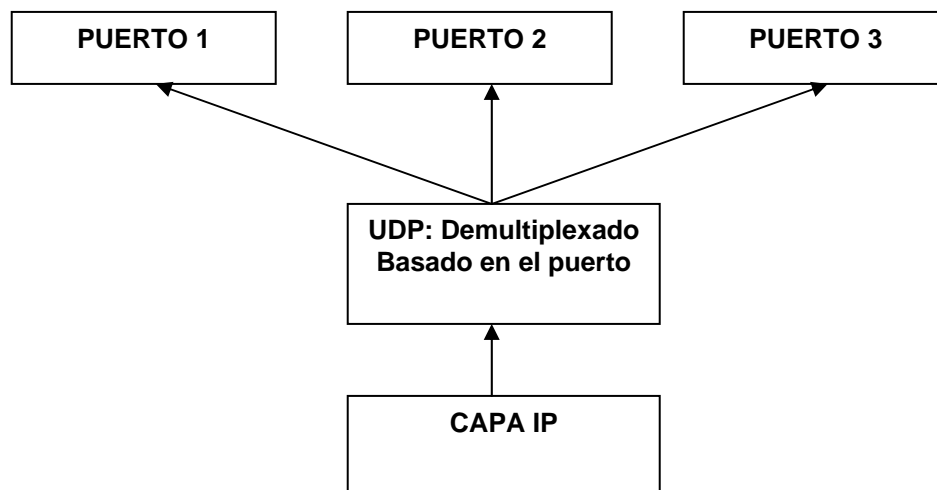 PUERTO 1
PUERTO 2
PUERTO 3
UDP: Demultiplexado
Basado en el puerto
CAPA IP